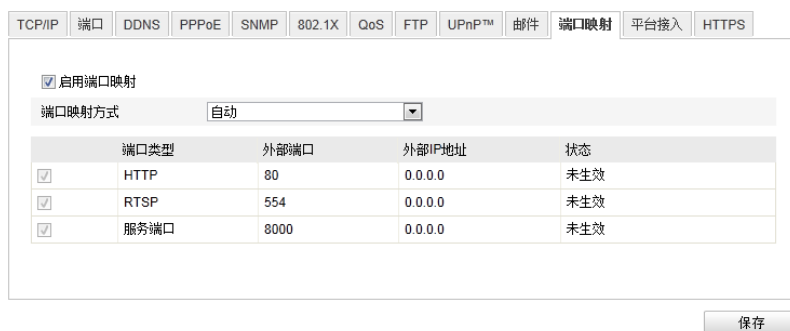 TCP/IP 端口 DDNS PPPoE SNMP 802.1X QoS FTP UPnP™ 邮件 端口映射 平台接入 HTTPS
启用端口映射
端口映射方式 自动
端口类型 外部端口 外部IP地址 状态
HTTP 80 0.0.0.0 未生效
RTSP 554 0.0.0.0 未生效
服务端口 8000 0.0.0.0 未生效
保存